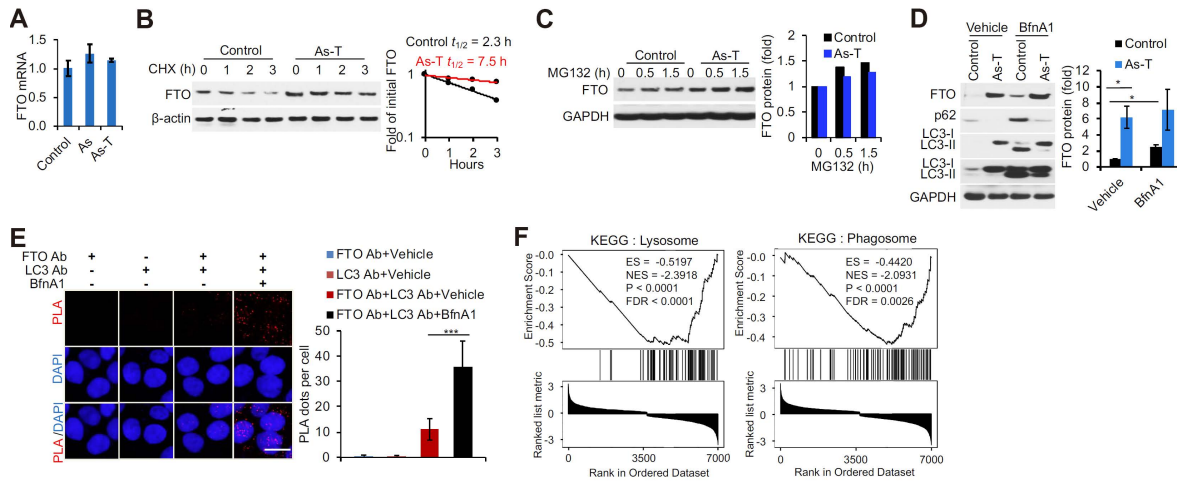 A
FTO mRNA
1.5
1.0
0.5
0.0
Control
As
As-T
B
Control
As-T
CHX (h)
0 1 2 3 0 1 2 3
FTO
β-actin
Control t1/2 = 2.3 h
As-T t1/2 = 7.5 h
Fold of initial FTO
1
0.1
0 1 2 3
Hours
C
Control
As-T
MG132 (h)
0 0.5 1.5 0 0.5 1.5
FTO
GAPDH
Control
As-T
FTO protein (fold)
2.0
1.5
1.0
0.5
0.0
0 0.5 1.5
MG132 (h)
D
Vehicle
BfnA1
Control
As-T
Control
As-T
FTO
p62
LC3-I
LC3-II
LC3-I
LC3-II
GAPDH
Control
As-T
FTO protein (fold)
12
10
8
6
4
2
0
*
*
Vehicle
BfnA1
E
FTO Ab + - + +
LC3 Ab - + + +
BfnA1 - - - +
PLA
DAPI
PLA/DAPI
FTO Ab+Vehicle
LC3 Ab+Vehicle
FTO Ab+LC3 Ab+Vehicle
FTO Ab+LC3 Ab+BfnA1
PLA dots per cell
50
40
30
20
10
0
***
F
KEGG : Lysosome
Enrichment Score
-0.0
-0.1
-0.2
-0.3
-0.4
-0.5
ES = -0.5197
NES = -2.3918
P < 0.0001
FDR < 0.0001
Ranked list metric
3
0
-3
0 3500 7000
Rank in Ordered Dataset
KEGG : Phagosome
Enrichment Score
-0.0
-0.1
-0.2
-0.3
-0.4
ES = -0.4420
NES = -2.0931
P < 0.0001
FDR = 0.0026
Ranked list metric
3
0
-3
0 3500 7000
Rank in Ordered Dataset